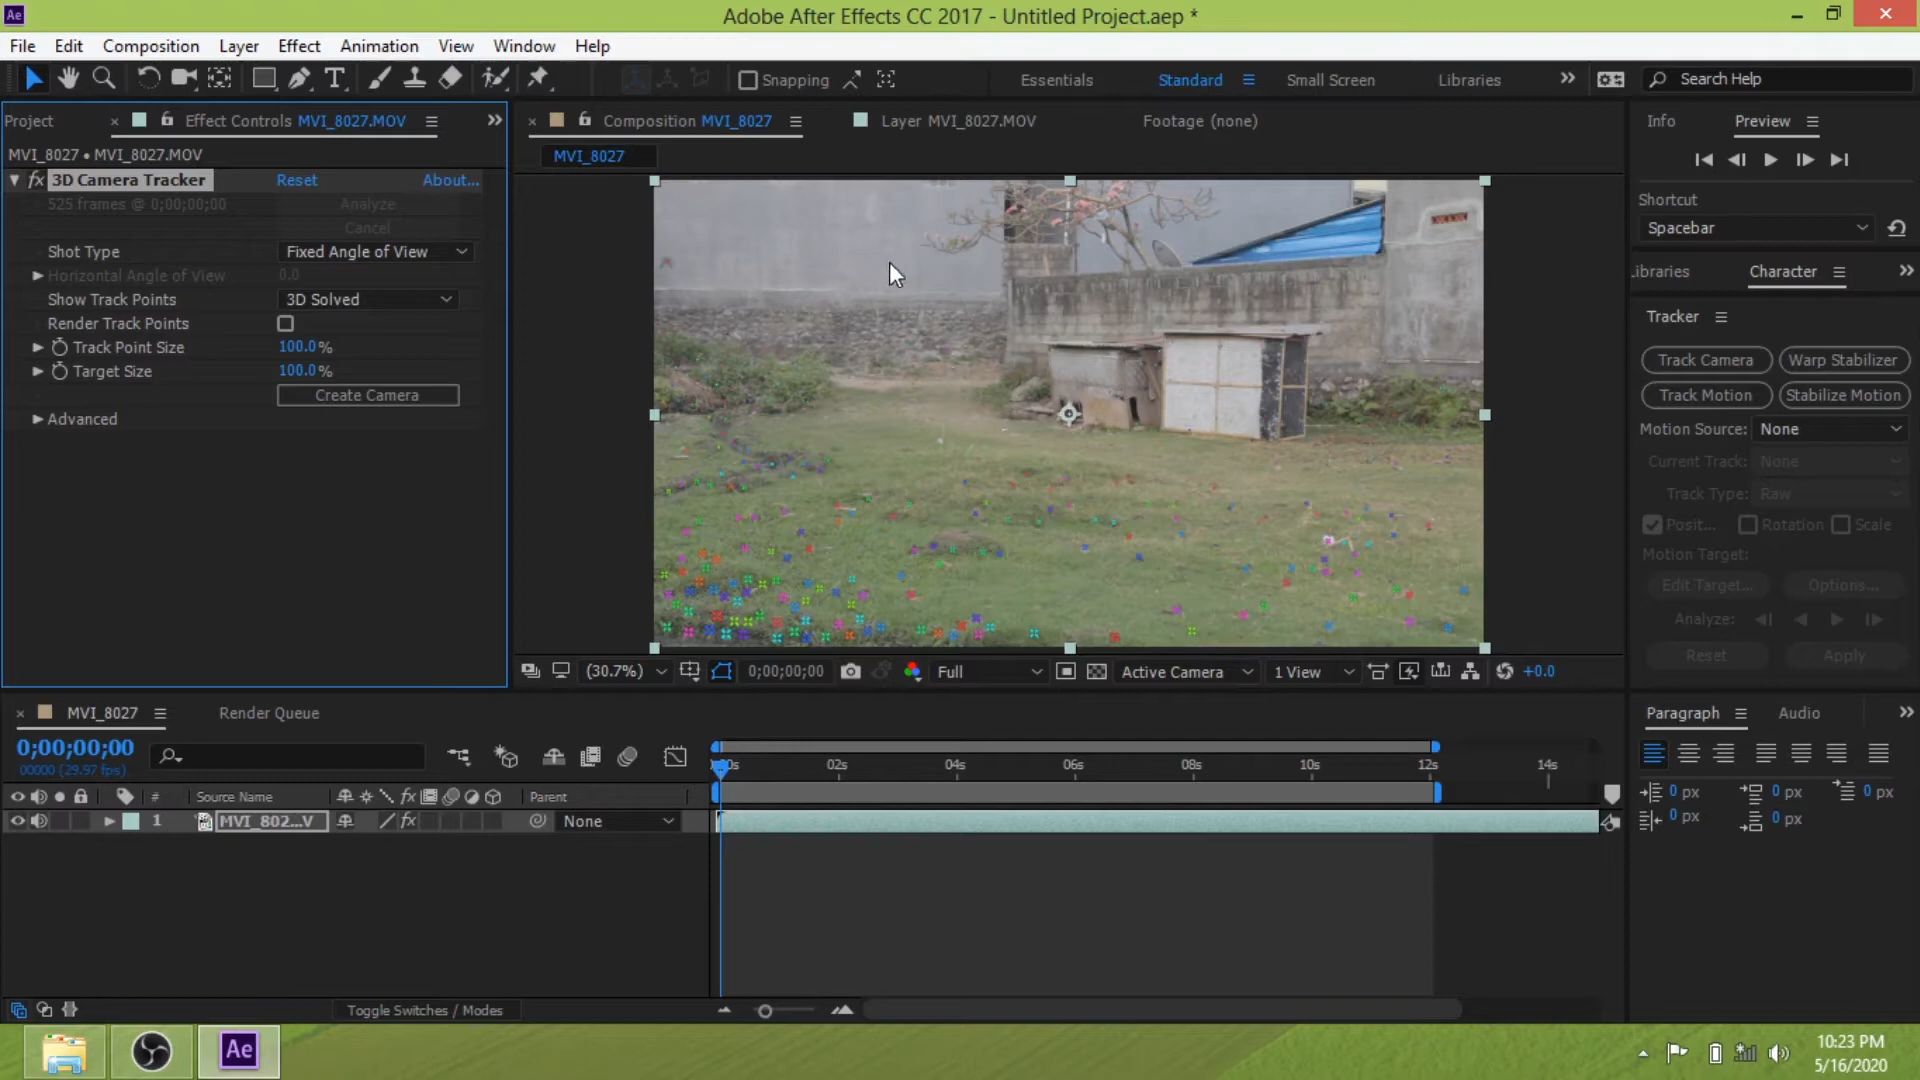 Ae
Adobe After Effects CC 2017 - Untitled Project.aep *
File Edit Composition Layer Effect Animation View Window Help
Snapping Essentials Standard Small Screen Libraries Search Help
Project Effect Controls MVI_8027.MOV
Composition MVI_8027 Layer MVI_8027.MOV Footage (none)
Info Preview
MVI_8027 • MVI_8027.MOV
MVI_8027
fx 3D Camera Tracker Reset About...
525 frames @ 0;00;00;00 Analyze
Cancel
Shot Type Fixed Angle of View
Horizontal Angle of View 0.0
Show Track Points 3D Solved
Render Track Points
Track Point Size 100.0%
Target Size 100.0%
Create Camera
Advanced
Shortcut
Spacebar
Libraries Character
Tracker
Track Camera Warp Stabilizer
Track Motion Stabilize Motion
Motion Source: None
Current Track: None
Track Type: Raw
Posit... Rotation Scale
Motion Target:
Edit Target... Options...
Analyze:
Reset Apply
(30.7%) 0;00;00;00 Full Active Camera 1 View +0.0
MVI_8027 Render Queue
Paragraph Audio
0;00;00;00
00000 (29.97 fps)
02s 04s 06s 08s 10s 12s 14s
# Source Name fx Parent
1 MVI_802...V fx None
0 px 0 px 0 px
0 px 0 px
Toggle Switches / Modes
Ae
10:23 PM
5/16/2020